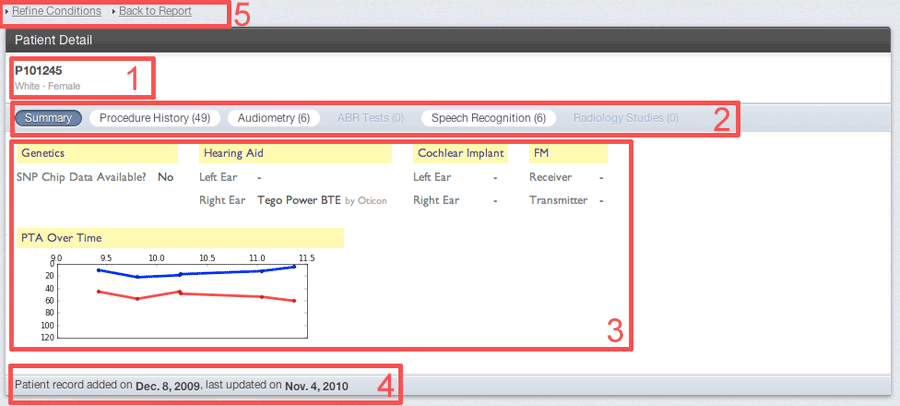 Refine Conditions Back to Report 5
Patient Detail
P101245
White - Female 1
Summary Procedure History (49) Audiometry (6) ABR Tests (0) Speech Recognition (6) Radiology Studies (0) 2
Genetics Hearing Aid Cochlear Implant FM
SNP Chip Data Available? No Left Ear - Left Ear - Receiver -
Right Ear Tego Power BTE by Oticon Right Ear - Transmitter -
PTA Over Time
9.0 9.5 10.0 10.5 11.0 11.5
0
20
40
60
80
100
120
3
Patient record added on Dec. 8, 2009, last updated on Nov. 4, 2010 4